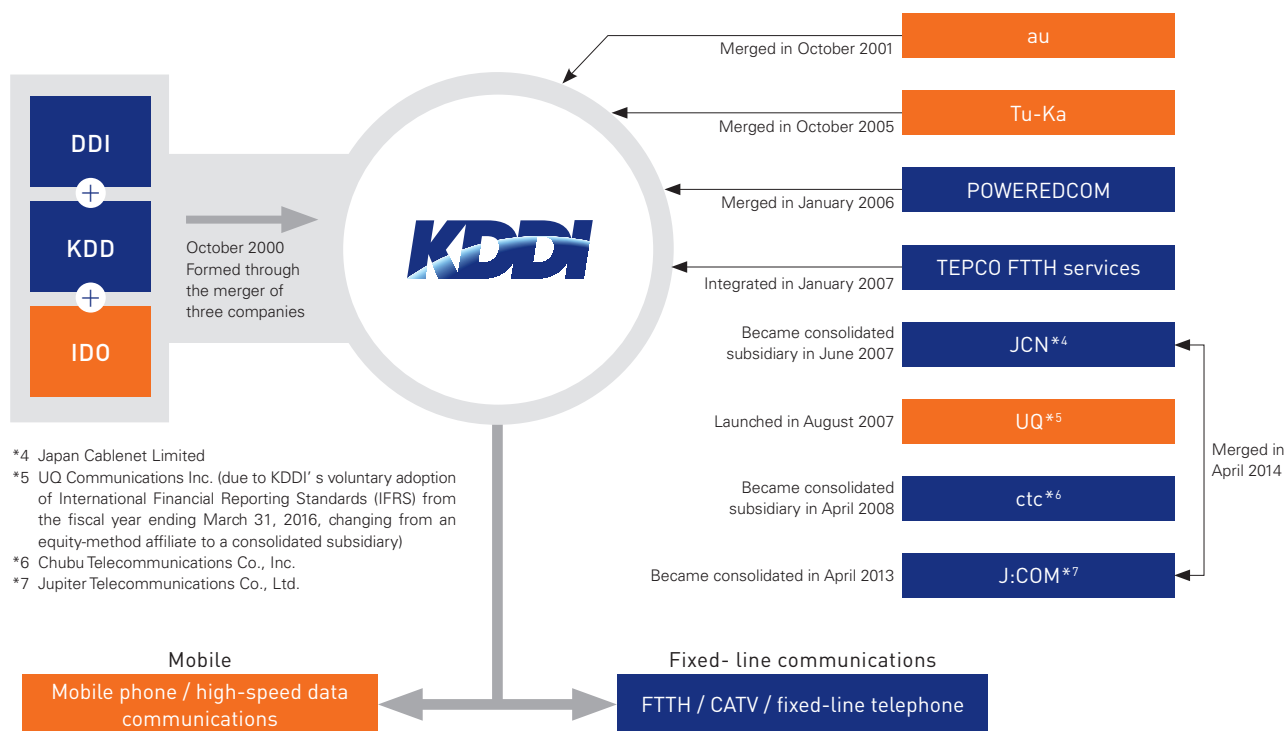 DDI
+
KDD
+
IDO
October 2000
Formed through
the merger of
three companies
KDDI
Merged in October 2001
au
Merged in October 2005
Tu-Ka
Merged in January 2006
POWEREDCOM
Integrated in January 2007
TEPCO FTTH services
Became consolidated
subsidiary in June 2007
JCN*4
Launched in August 2007
UQ*5
Became consolidated
subsidiary in April 2008
ctc*6
Became consolidated in April 2013
J:COM*7
Merged in
April 2014
*4 Japan Cablenet Limited
*5 UQ Communications Inc. (due to KDDI' s voluntary adoption
of International Financial Reporting Standards (IFRS) from
the fiscal year ending March 31, 2016, changing from an
equity-method affiliate to a consolidated subsidiary)
*6 Chubu Telecommunications Co., Inc.
*7 Jupiter Telecommunications Co., Ltd.
Mobile
Mobile phone / high-speed data
communications
Fixed- line communications
FTTH / CATV / fixed-line telephone